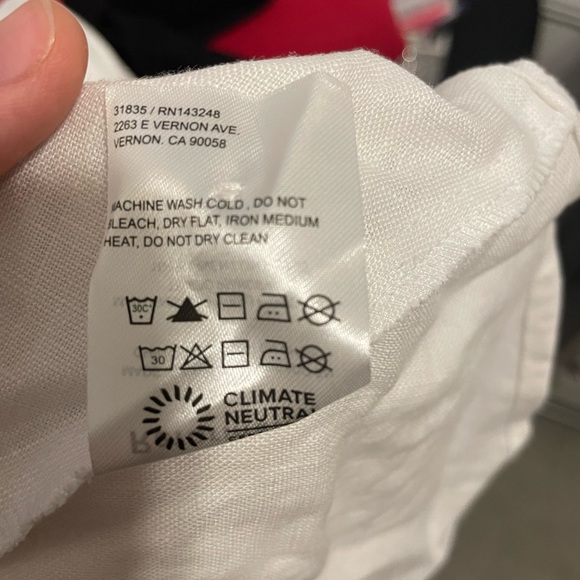 31835 / RN143248
2263 E VERNON AVE.
VERNON. CA 90058
MACHINE WASH COLD, DO NOT
BLEACH, DRY FLAT, IRON MEDIUM
HEAT, DO NOT DRY CLEAN
30C°
30
CLIMATE
NEUTRAL